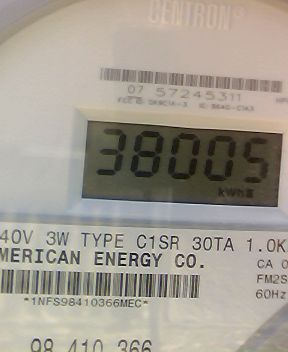 CENTRON®
07 57245311
38005
kWh
40V 3W TYPE C1SR 30TA 1.0K
MERICAN ENERGY CO.
CA 0
FM2S
60Hz
*1NFS98410366MEC*
98 410 366